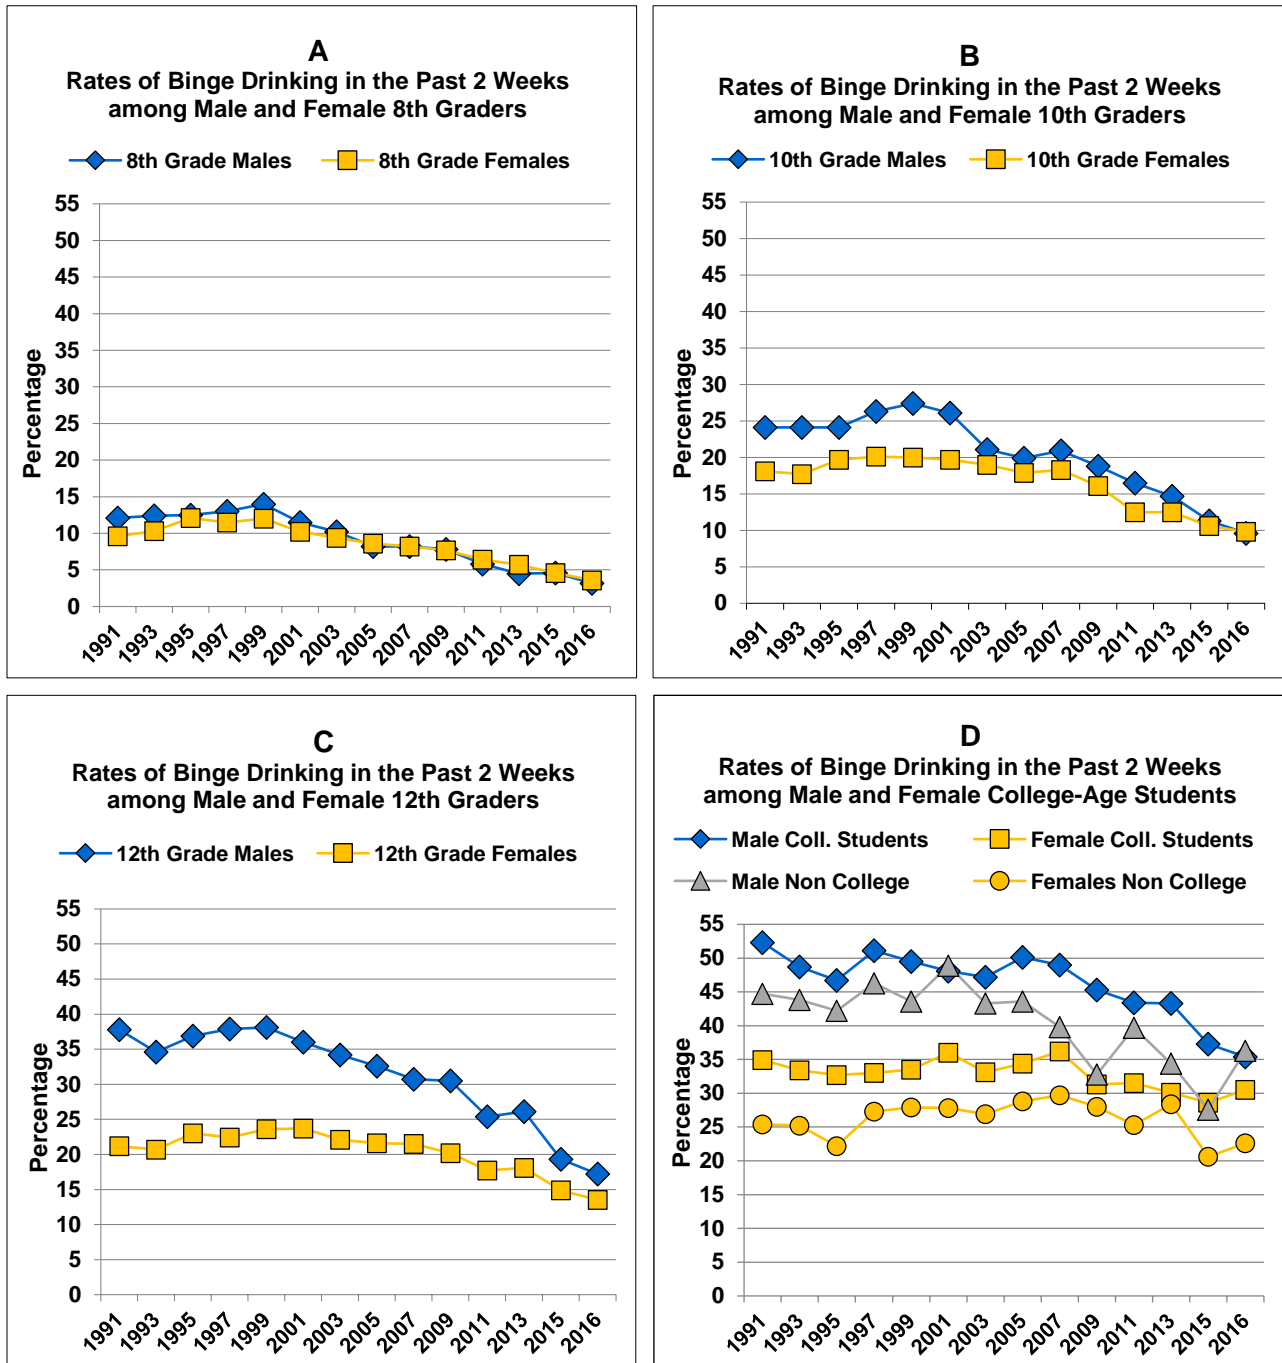 A
Rates of Binge Drinking in the Past 2 Weeks
among Male and Female 8th Graders
8th Grade Males 8th Grade Females
55
50
45
40
35
30
25
20
15
10
5
0
Percentage
1991 1993 1995 1997 1999 2001 2003 2005 2007 2009 2011 2013 2015 2016
B
Rates of Binge Drinking in the Past 2 Weeks
among Male and Female 10th Graders
10th Grade Males 10th Grade Females
55
50
45
40
35
30
25
20
15
10
5
0
Percentage
1991 1993 1995 1997 1999 2001 2003 2005 2007 2009 2011 2013 2015 2016
C
Rates of Binge Drinking in the Past 2 Weeks
among Male and Female 12th Graders
12th Grade Males 12th Grade Females
55
50
45
40
35
30
25
20
15
10
5
0
Percentage
1991 1993 1995 1997 1999 2001 2003 2005 2007 2009 2011 2013 2015 2016
D
Rates of Binge Drinking in the Past 2 Weeks
among Male and Female College-Age Students
Male Coll. Students Female Coll. Students
Male Non College Females Non College
55
50
45
40
35
30
25
20
15
10
5
0
Percentage
1991 1993 1995 1997 1999 2001 2003 2005 2007 2009 2011 2013 2015 2016